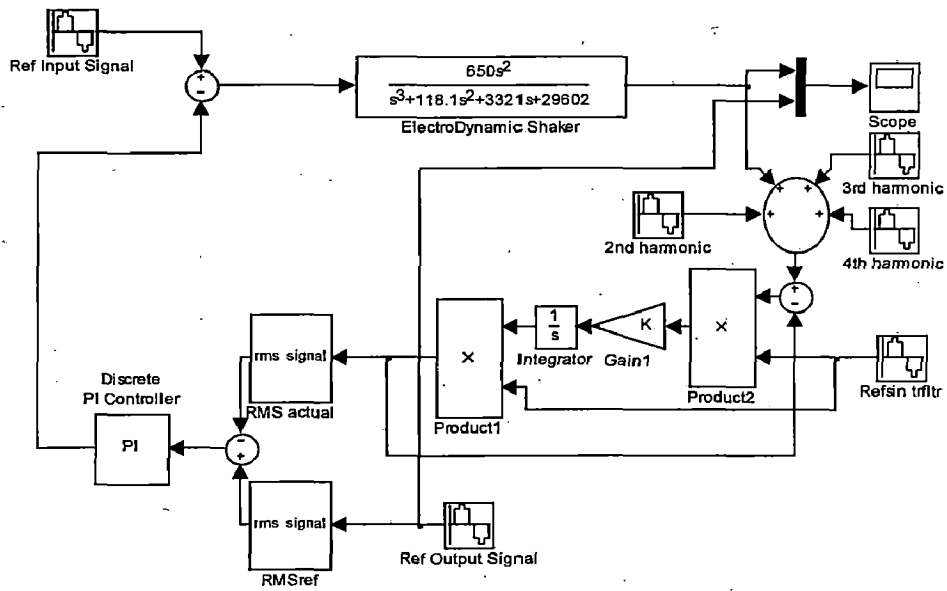 Ref Input Signal
+
−
650s²
s³+118.1s²+3321s+29602
ElectroDynamic Shaker
Scope
3rd harmonic
2nd harmonic
4th harmonic
+
+
+
+
+
−
×
1
s
K
×
Integrator
Gain1
Product2
Product1
Refsin trfltr
rms signal
RMS actual
Discrete
PI Controller
PI
−
+
rms signal
RMSref
Ref Output Signal